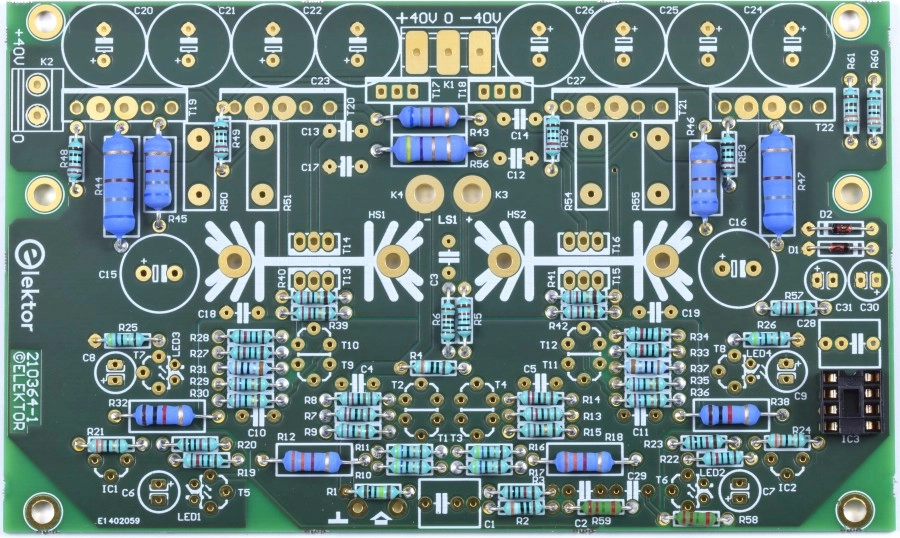 C20 C21 C22 +40V 0 -40V C26 C25 C24
+40V K2 C23 T17 K1 T18 C27 R61 R60
T19 T20 T21 T22
0 R48 R49 C13 R43 C14 R52 R46 R53
R44 C17 R56 C12 R47
R45 R50 R51 K4 K3 R54 R55
HS1 - LS1 + HS2 C16 D2
T14 T16 D1
C15 C3
R40 T13 R41 T15 C31 C30
elektor C18 R39 R6 R5 R42 C19 R57
R25 LED3 R28 T10 T12 R34 R26 C28
C8 T7 R27 R33 T8 LED4
R31 T9 R4 T11 R37 C5
R29 C4 T2 T4 C5 R35
R30 R8 R14 R36 C9
210364-1
©ELEKTOR
R32 R7 R13 R38
C10 R9 R15 C11 IC3
R21 R20 R12 R11 T1 T3 R16 R18 R23 R24
R19 R10 R17 R22
IC1 C6 T5 R1 R3 C29 T6 LED2 C7 IC2
LED1 C1 R2 C2 R59 R58
E1402059